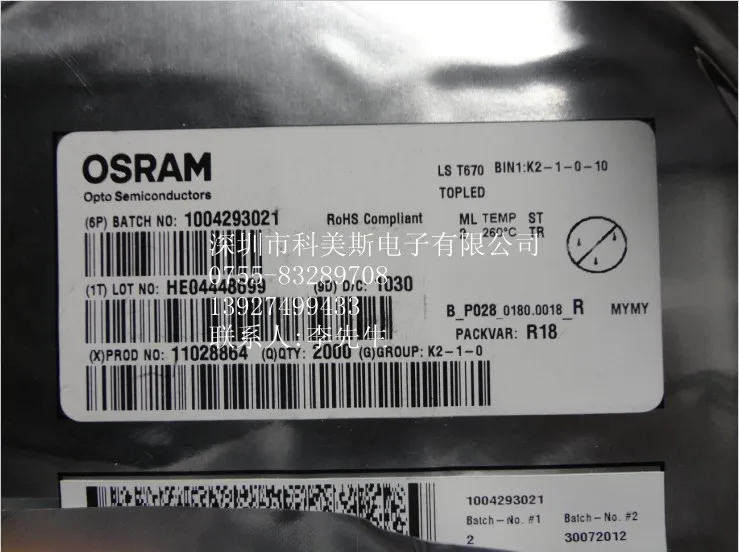 OSRAM
Opto Semiconductors
LS T670 BIN1:K2-1-0-10
TOPLED
(6P) BATCH NO: 1004293021
RoHS Compliant
ML TEMP ST
2 260°C TR
深圳市科美斯电子有限公司
0755-83289708
(1T) LOT NO: HE04448699
(9D) D/C: 1030
13927499433
B_P028_0180.0018_R MYMY
PACKVAR: R18
联系人:李先生
(X)PROD NO: 11028864 (Q)QTY: 2000 (G)GROUP: K2-1-0
1004293021
Batch-No. #1 Batch-No. #2
2 30072012